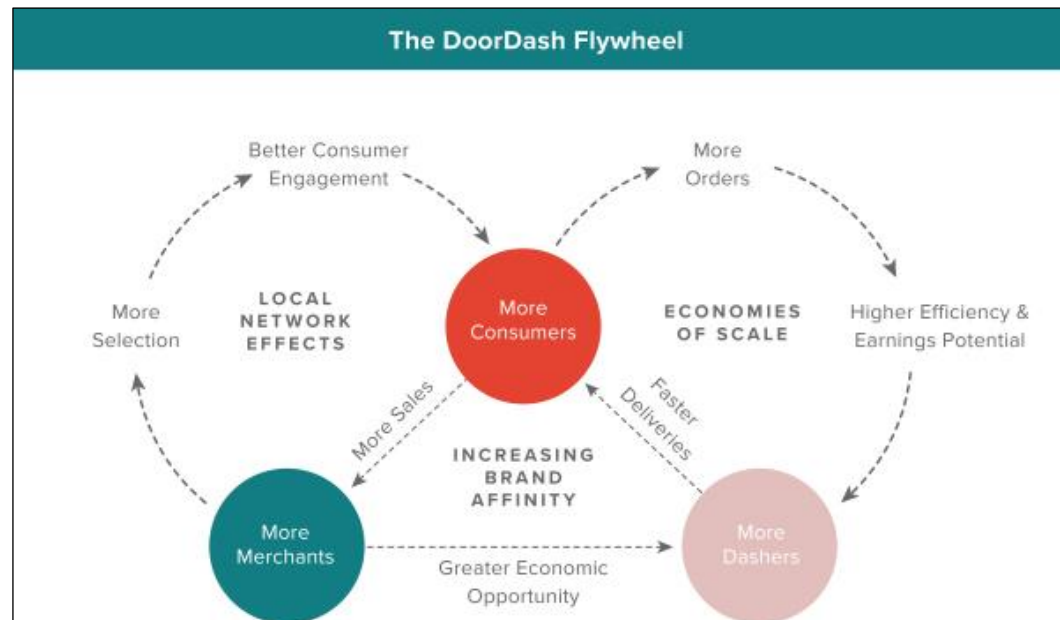 The DoorDash Flywheel
Better Consumer
Engagement
More
Orders
More
Selection
LOCAL
NETWORK
EFFECTS
More
Consumers
ECONOMIES
OF SCALE
Higher Efficiency &
Earnings Potential
More Sales
Faster
Deliveries
INCREASING
BRAND
AFFINITY
More
Merchants
Greater Economic
Opportunity
More
Dashers